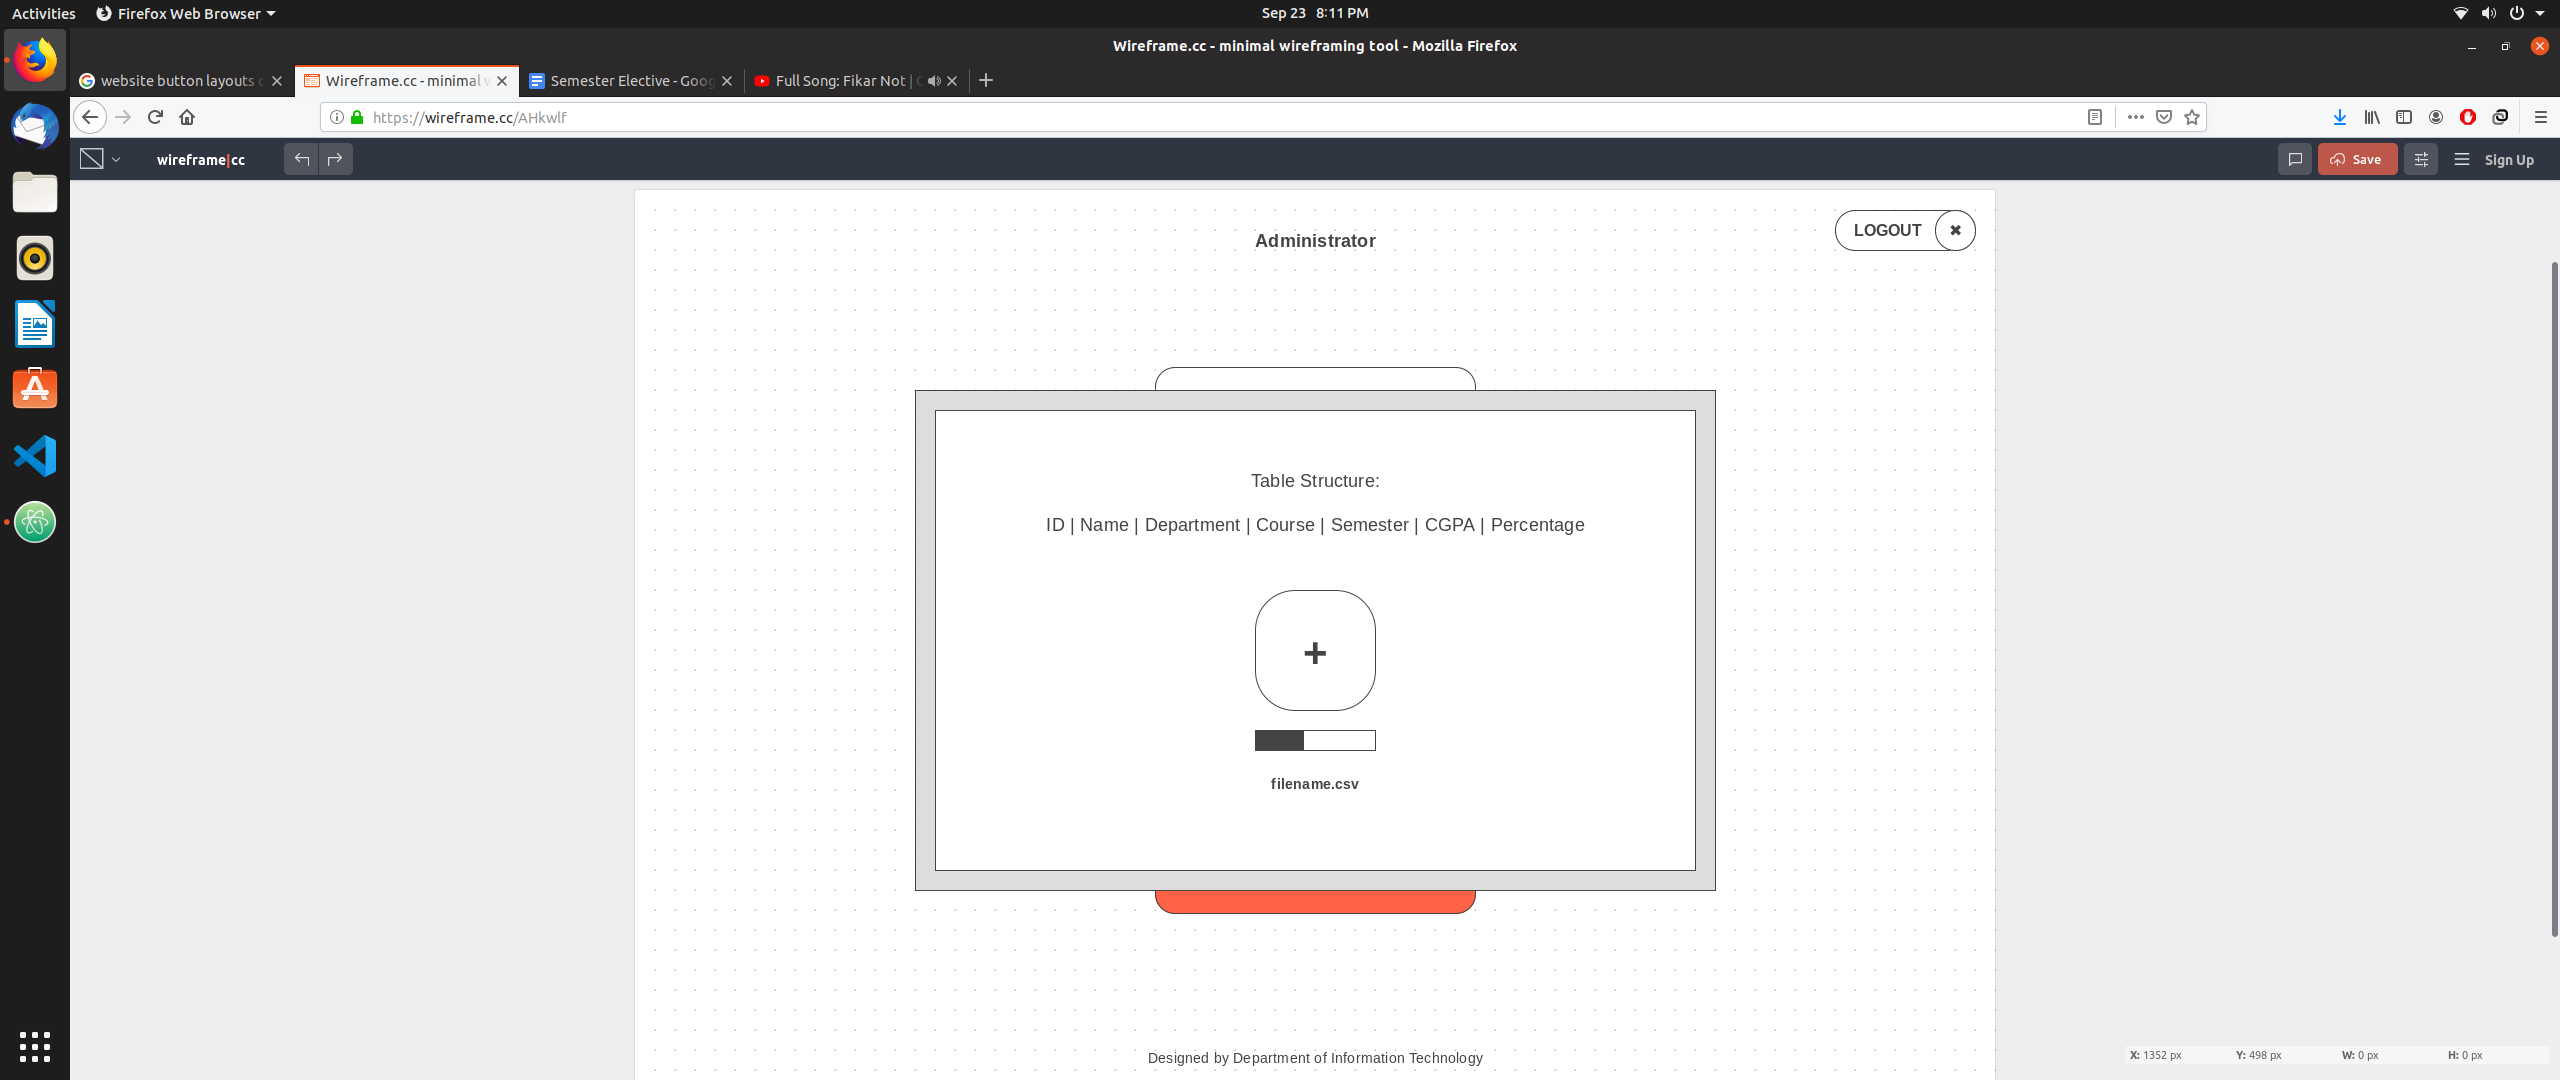 Activities Firefox Web Browser Sep 23 8:11 PM
Wireframe.cc - minimal wireframing tool - Mozilla Firefox
website button layouts Wireframe.cc - minimal Semester Elective - Goog Full Song: Fikar Not |
https://wireframe.cc/AHkwlf
wireframe|cc Save Sign Up
Administrator
LOGOUT
Table Structure:
ID | Name | Department | Course | Semester | CGPA | Percentage
+
filename.csv
Designed by Department of Information Technology
X: 1352 px Y: 498 px W: 0 px H: 0 px